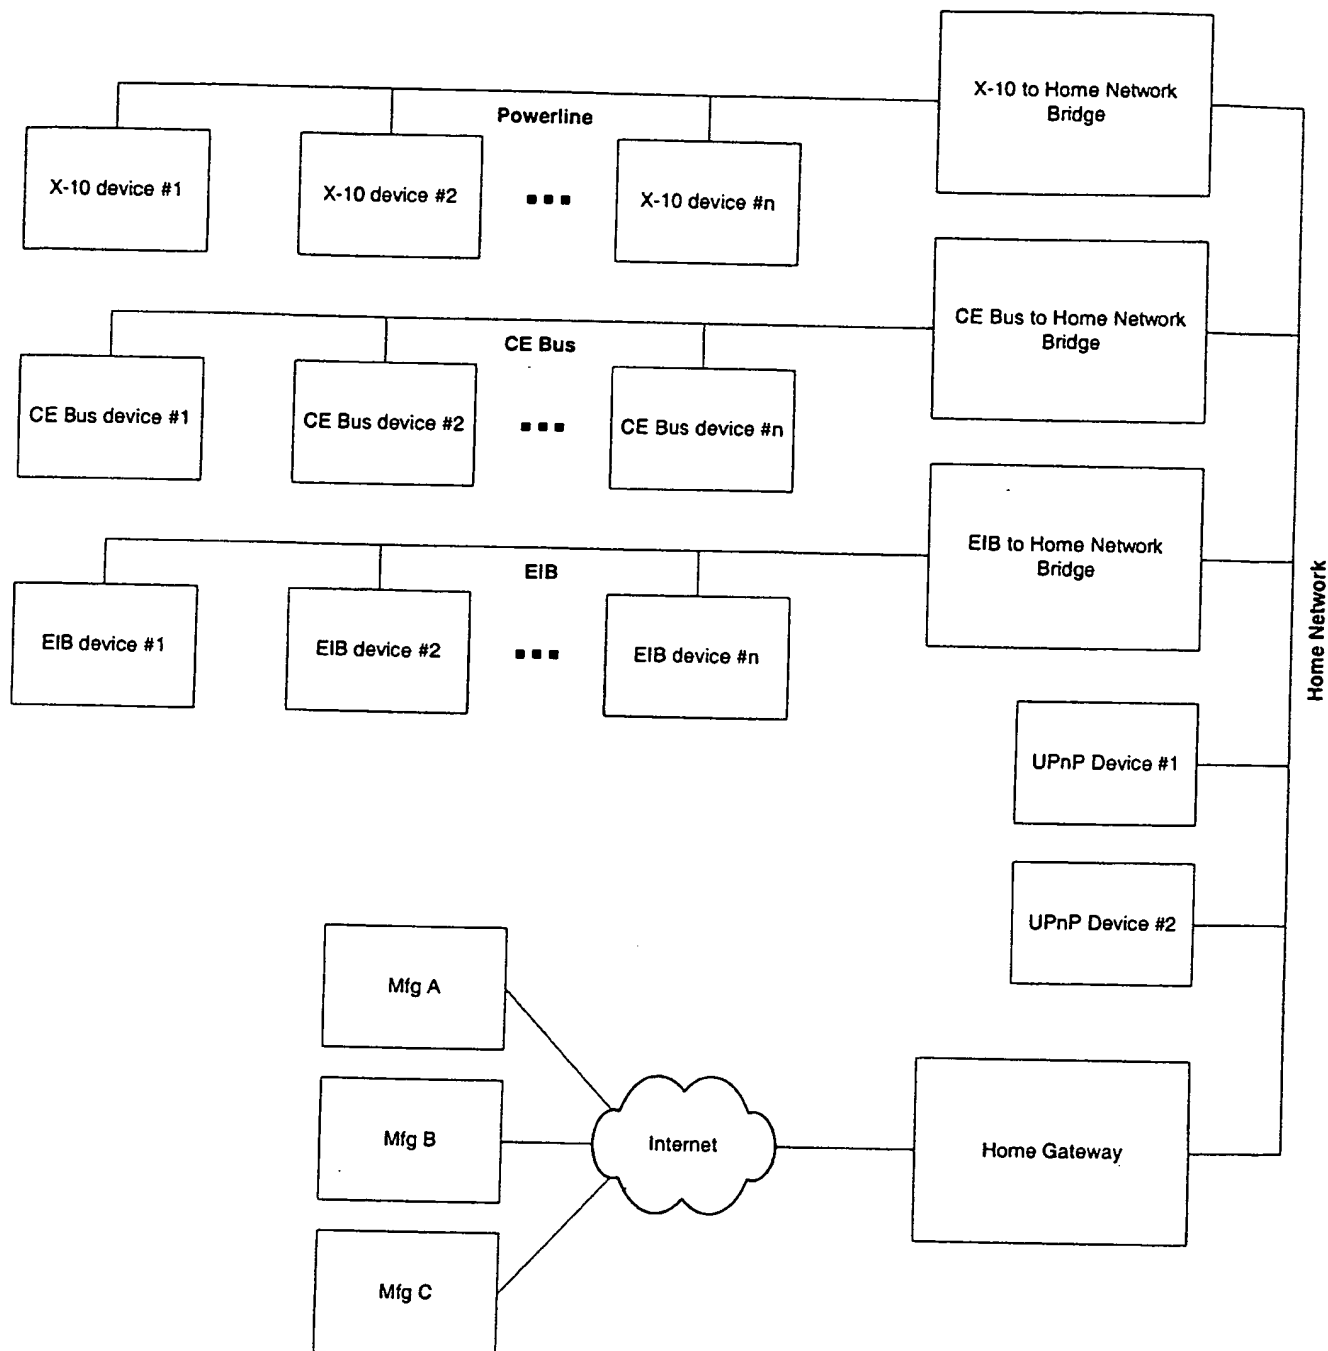 X-10 to Home Network
Bridge
Powerline
X-10 device #1
X-10 device #2
X-10 device #n
CE Bus to Home Network
Bridge
CE Bus
CE Bus device #1
CE Bus device #2
CE Bus device #n
EIB to Home Network
Bridge
EIB
EIB device #1
EIB device #2
EIB device #n
Home Network
UPnP Device #1
UPnP Device #2
Mfg A
Mfg B
Internet
Home Gateway
Mfg C